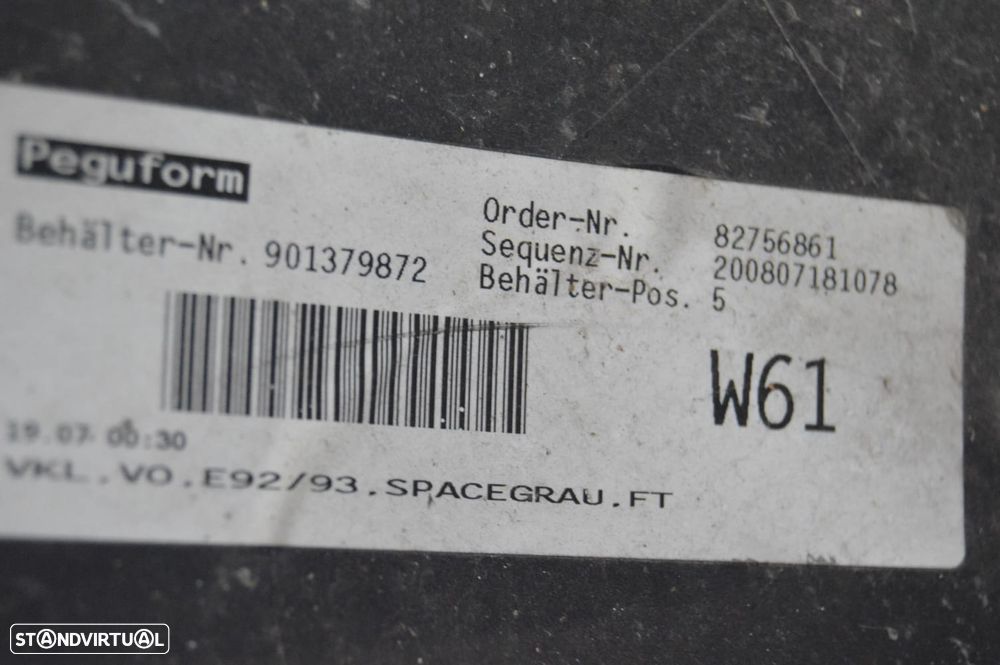 Peguform
Behälter-Nr. 901379872
Order-Nr. 82756861
Sequenz-Nr. 200807181078
Behälter-Pos. 5
W61
19.07 00:30
VKL.VO.E92/93.SPACEGRAU.FT
STANDVIRTUAL